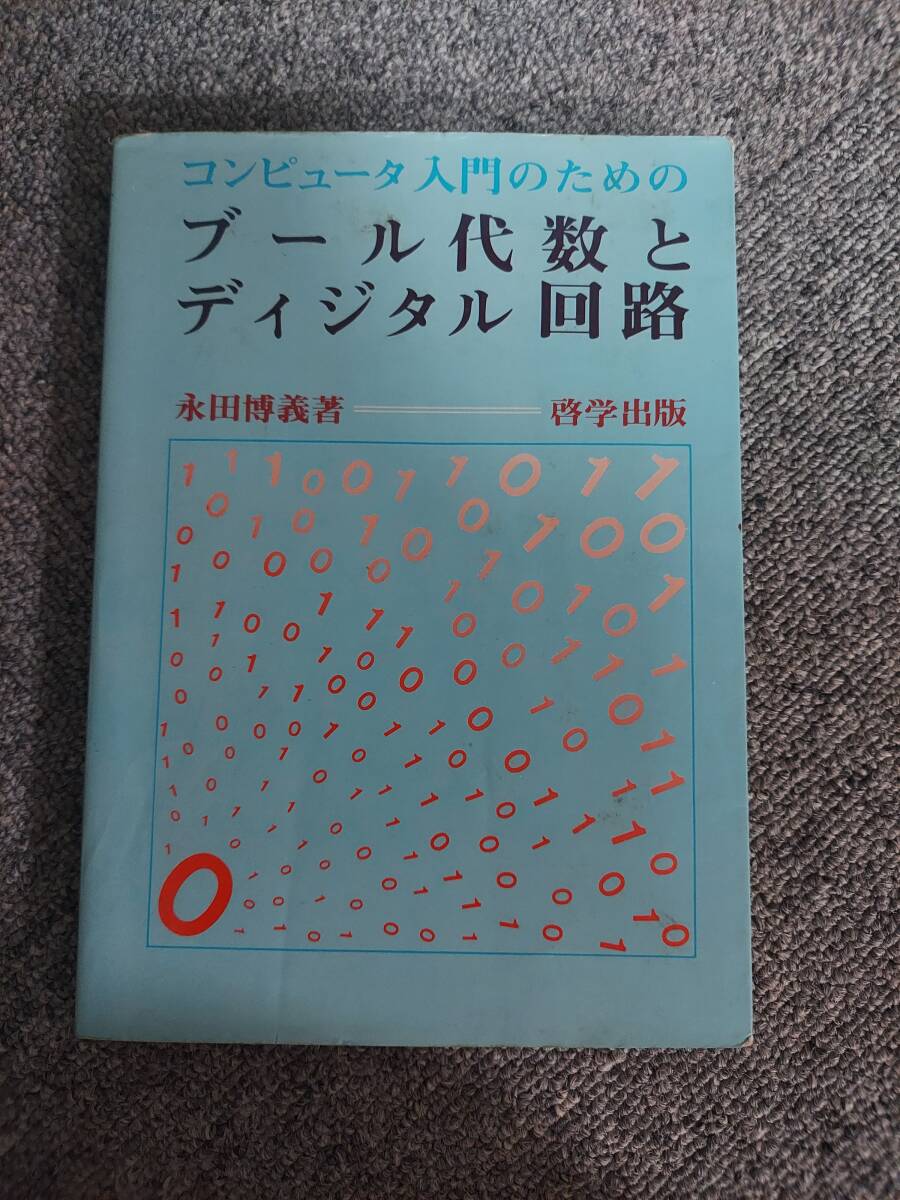 コンピュータ入門のための
ブール代数と
ディジタル回路
永田博義著 啓学出版